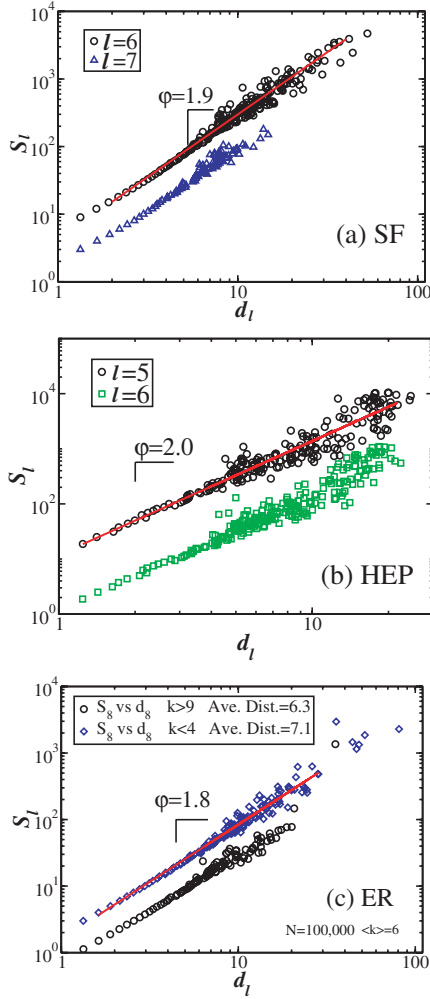 10^4
l=6
l=7
φ=1.9
10^3
S_l
10^2
10^1
(a) SF
10^0
1 10 100
d_l
10^4
l=5
l=6
φ=2.0
S_l
10^2
(b) HEP
10^0
1 10
d_l
10^4
S_8 vs d_8 k>9 Ave. Dist.=6.3
S_8 vs d_8 k<4 Ave. Dist.=7.1
10^3
φ=1.8
S_l
10^2
10^1
(c) ER
N=100,000 <k>=6
10^0
1 10 100
d_l